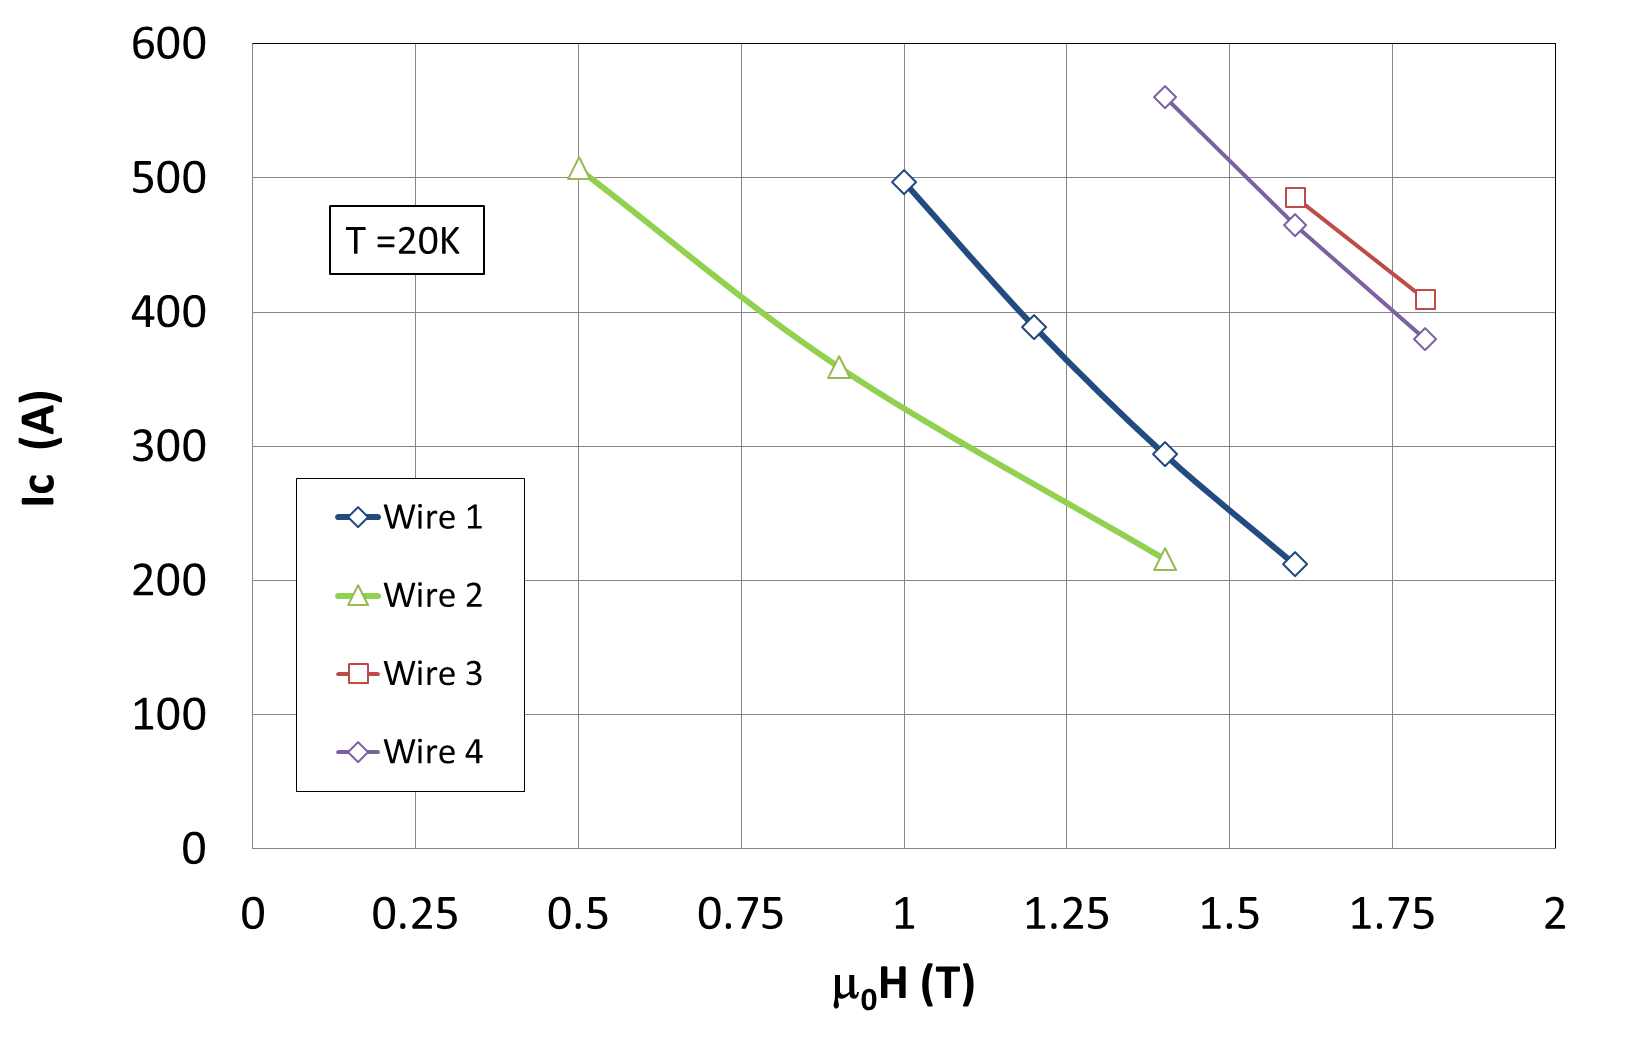 600
500
400
300
200
100
0
Ic (A)
T =20K
Wire 1
Wire 2
Wire 3
Wire 4
0 0.25 0.5 0.75 1 1.25 1.5 1.75 2
μ₀H (T)